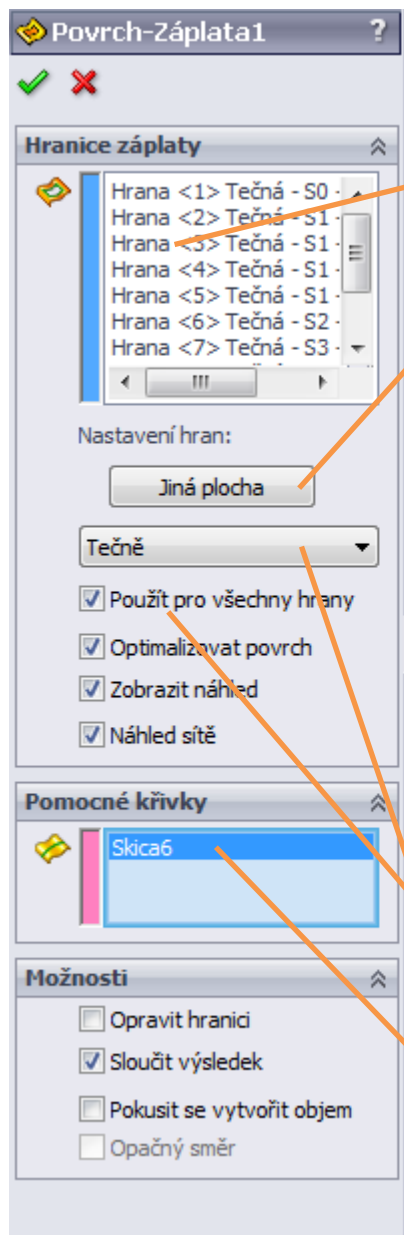 Povrch-Záplata1 ?
Hranice záplaty
Hrana <1> Tečná - S0 -
Hrana <2> Tečná - S1 -
Hrana <3> Tečná - S1 -
Hrana <4> Tečná - S1 -
Hrana <5> Tečná - S1 -
Hrana <6> Tečná - S2 -
Hrana <7> Tečná - S3 -
Nastavení hran:
Jiná plocha
Tečně
Použít pro všechny hrany
Optimalizovat povrch
Zobrazit náhled
Náhled sítě
Pomocné křivky
Skica6
Možnosti
Opravit hranici
Sloučit výsledek
Pokusit se vytvořit objem
Opačný směr